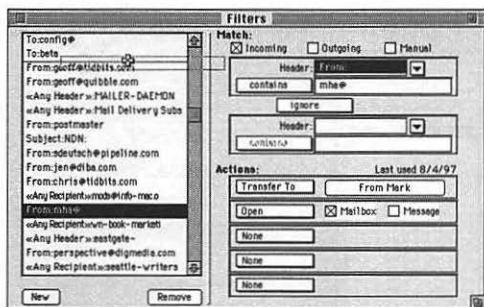 Filters
To:config@
To:beta
From:geoff@tidbits.com
From:geoff@quibble.com
«Any Header»:MAILER-DAEMON
«Any Header»:Mail Delivery Subs
From:postmaster
Subject:NDN:
From:sdeutsch@pipeline.com
From:jen@diba.com
From:chris@tidbits.com
«Any Recipient»:mods@info-mac.o
From:mha@
«Any Recipient»:wn-book-marketi
«Any Header»:eastgate-
From:perspective@digmedia.com
«Any Recipient»:seattle-writers
New
Remove
Match:
Incoming Outgoing Manual
Header: From:
contains mha@
ignore
Header:
contains
Actions: Last used 8/4/97
Transfer To From Mark
Open Mailbox Message
None
None
None